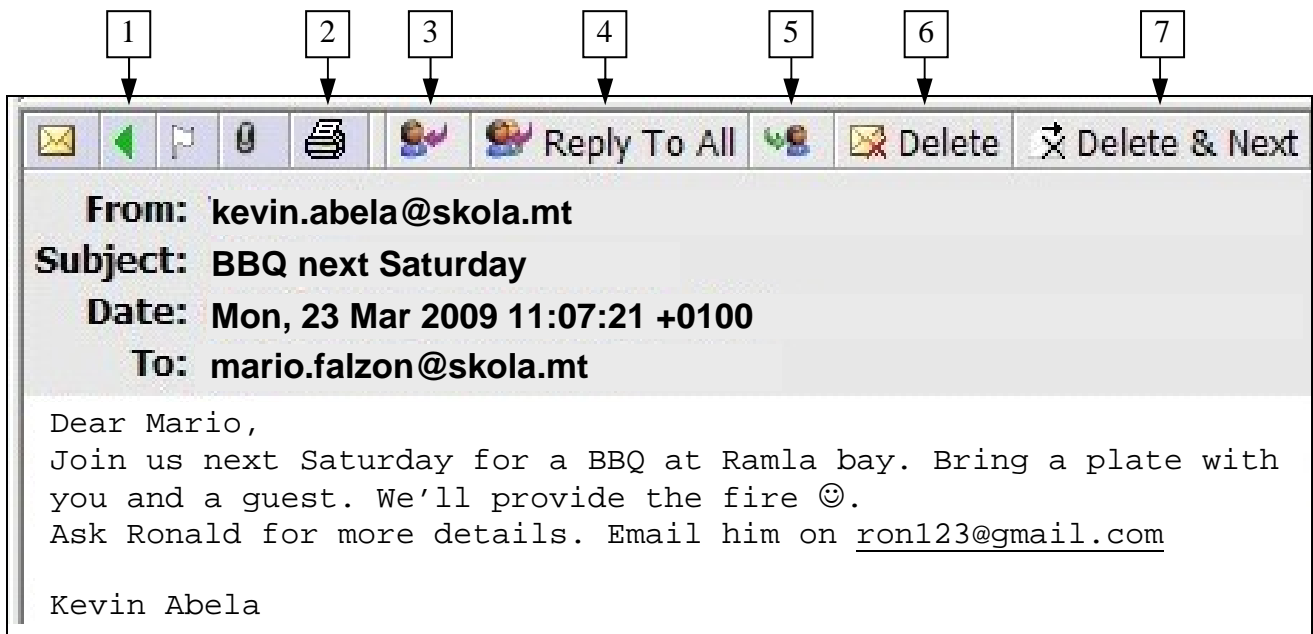 1 2 3 4 5 6 7
Reply To All Delete Delete & Next
From: kevin.abela@skola.mt
Subject: BBQ next Saturday
Date: Mon, 23 Mar 2009 11:07:21 +0100
To: mario.falzon@skola.mt
Dear Mario,
Join us next Saturday for a BBQ at Ramla bay. Bring a plate with
you and a guest. We'll provide the fire ☺.
Ask Ronald for more details. Email him on ron123@gmail.com
Kevin Abela